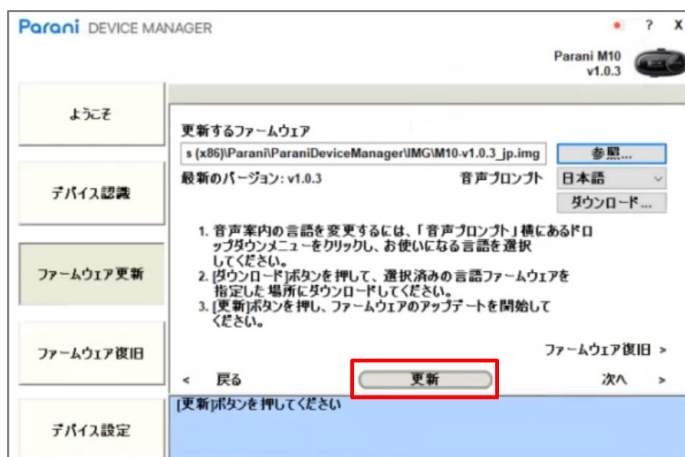 Parani DEVICE MANAGER
? X
Parani M10
v1.0.3
ようこそ
更新するファームウェア
s (x86)\Parani\ParaniDeviceManager\IMG\M10-v1.0.3_jp.img
参照...
最新のバージョン: v1.0.3
音声プロンプト
日本語
デバイス認識
ダウンロード...
1. 音声案内の言語を変更するには、「音声プロンプト」横にあるドロ
ップダウンメニューをクリックし、お使いになる言語を選択
してください。
2. [ダウンロード]ボタンを押して、選択済みの言語ファームウェアを
指定した場所にダウンロードしてください。
3. [更新]ボタンを押し、ファームウェアのアップデートを開始して
ください。
ファームウェア更新
ファームウェア復旧 >
ファームウェア復旧
< 戻る
更新
次へ >
[更新]ボタンを押してください
デバイス設定